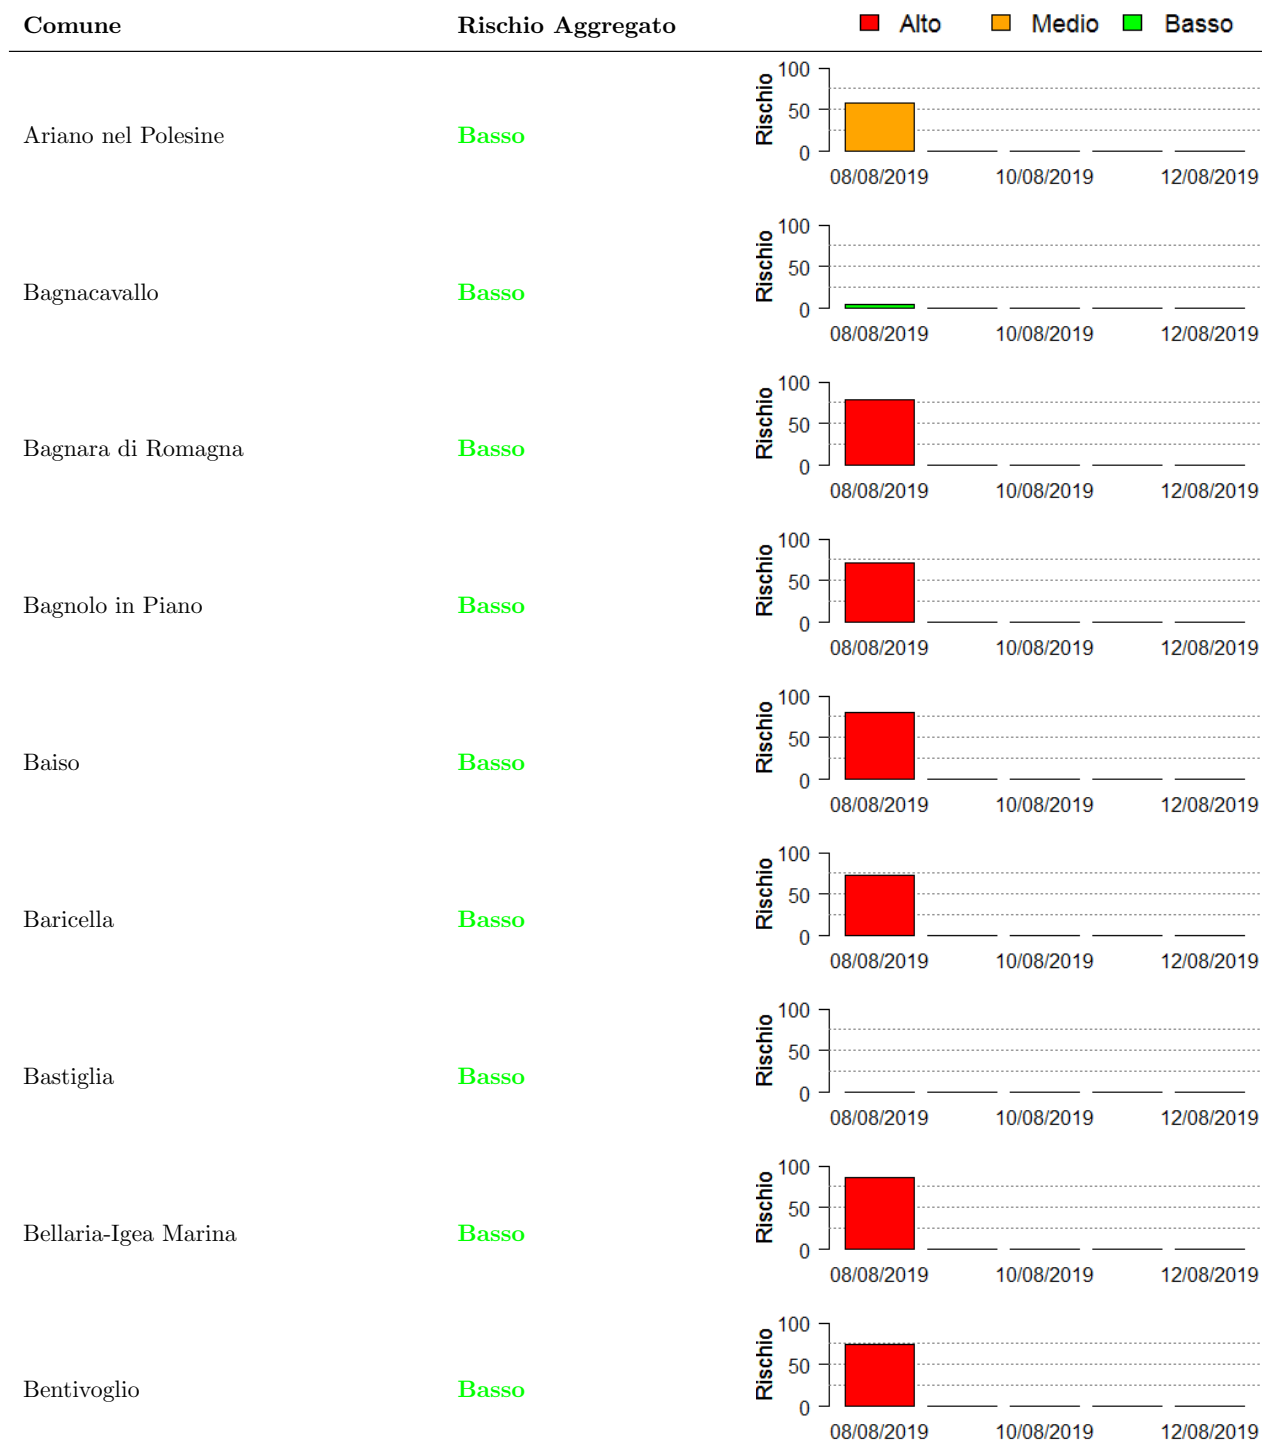 Comune Rischio Aggregato Alto Medio Basso
100
50
0
Rischio
Ariano nel Polesine Basso
08/08/2019 10/08/2019 12/08/2019
100
50
0
Rischio
Bagnacavallo Basso
08/08/2019 10/08/2019 12/08/2019
100
50
0
Rischio
Bagnara di Romagna Basso
08/08/2019 10/08/2019 12/08/2019
100
50
0
Rischio
Bagnolo in Piano Basso
08/08/2019 10/08/2019 12/08/2019
100
50
0
Rischio
Baiso Basso
08/08/2019 10/08/2019 12/08/2019
100
50
0
Rischio
Baricella Basso
08/08/2019 10/08/2019 12/08/2019
100
50
0
Rischio
Bastiglia Basso
08/08/2019 10/08/2019 12/08/2019
100
50
0
Rischio
Bellaria-Igea Marina Basso
08/08/2019 10/08/2019 12/08/2019
100
50
0
Rischio
Bentivoglio Basso
08/08/2019 10/08/2019 12/08/2019